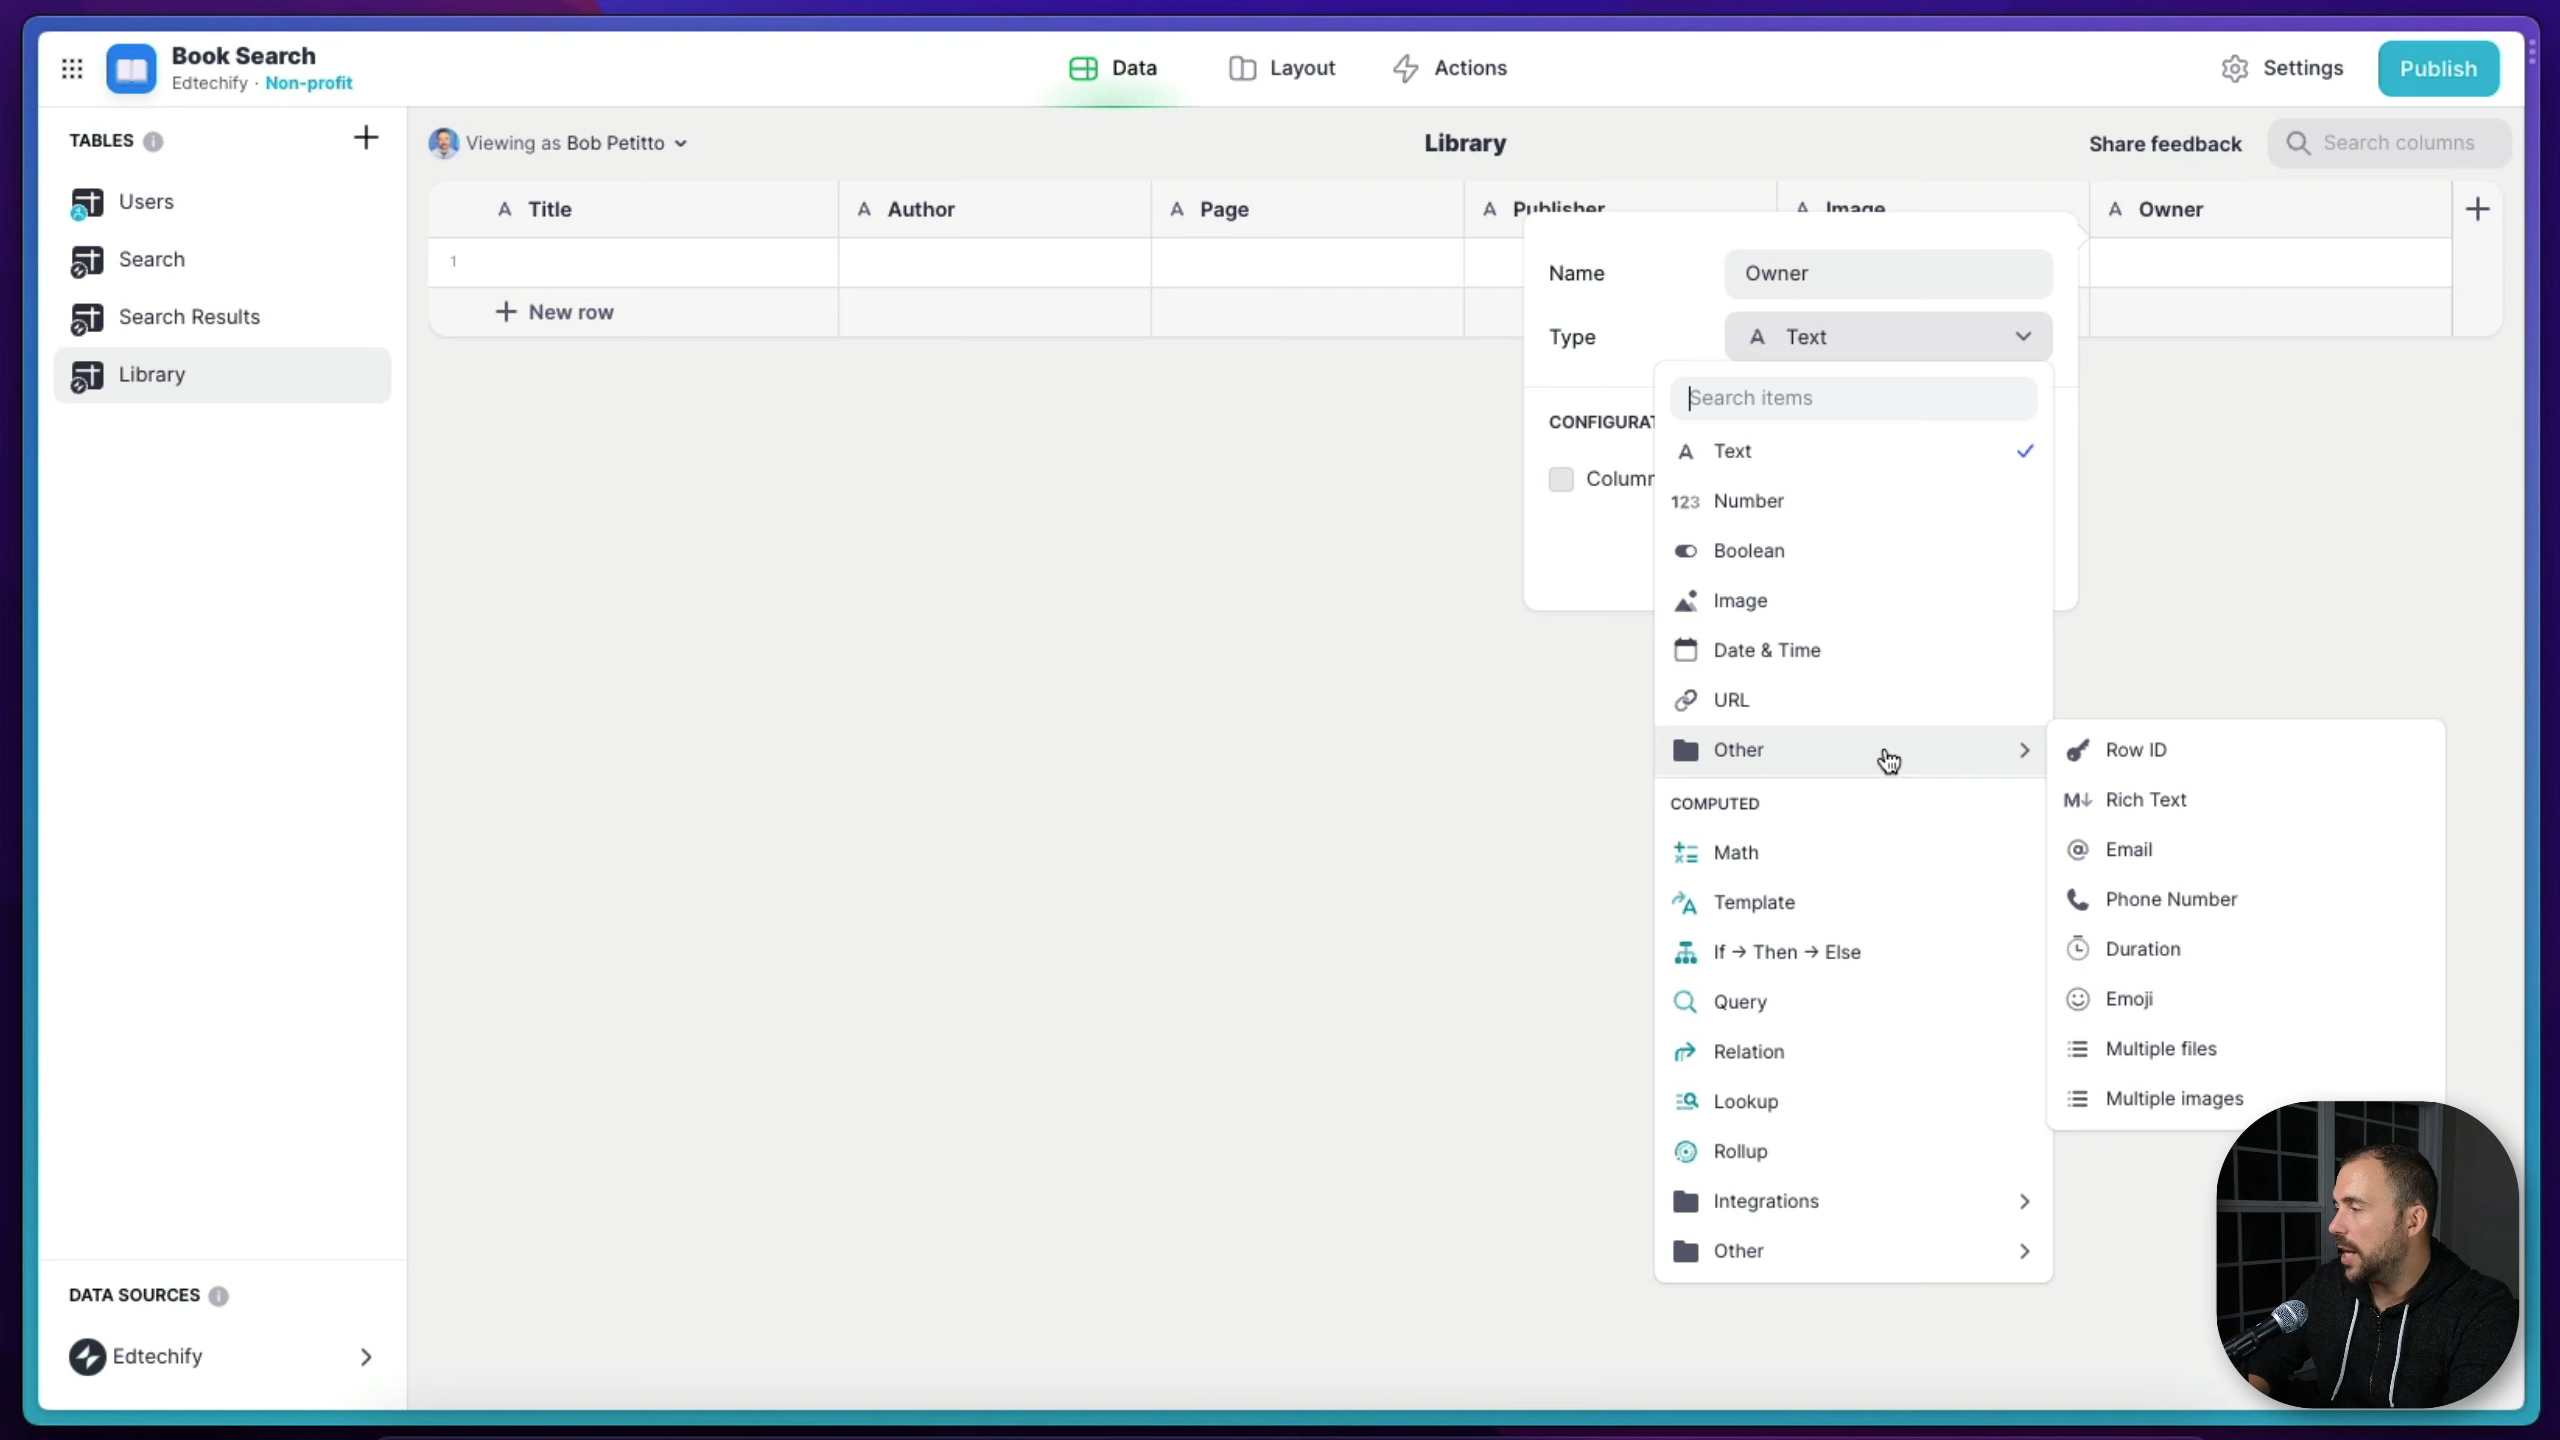 Book Search
Edtechify · Non-profit
Data
Layout
Actions
Settings
Publish
TABLES
Users
Search
Search Results
Library
DATA SOURCES
Edtechify
Viewing as Bob Petitto
Library
Share feedback
Search columns
Title
Author
Page
Publisher
Image
Owner
1
New row
Name
Owner
Type
Text
CONFIGURAT
Column
Search items
Text
123 Number
Boolean
Image
Date & Time
URL
Other
COMPUTED
Math
Template
If → Then → Else
Query
Relation
Lookup
Rollup
Integrations
Other
Row ID
Rich Text
Email
Phone Number
Duration
Emoji
Multiple files
Multiple images